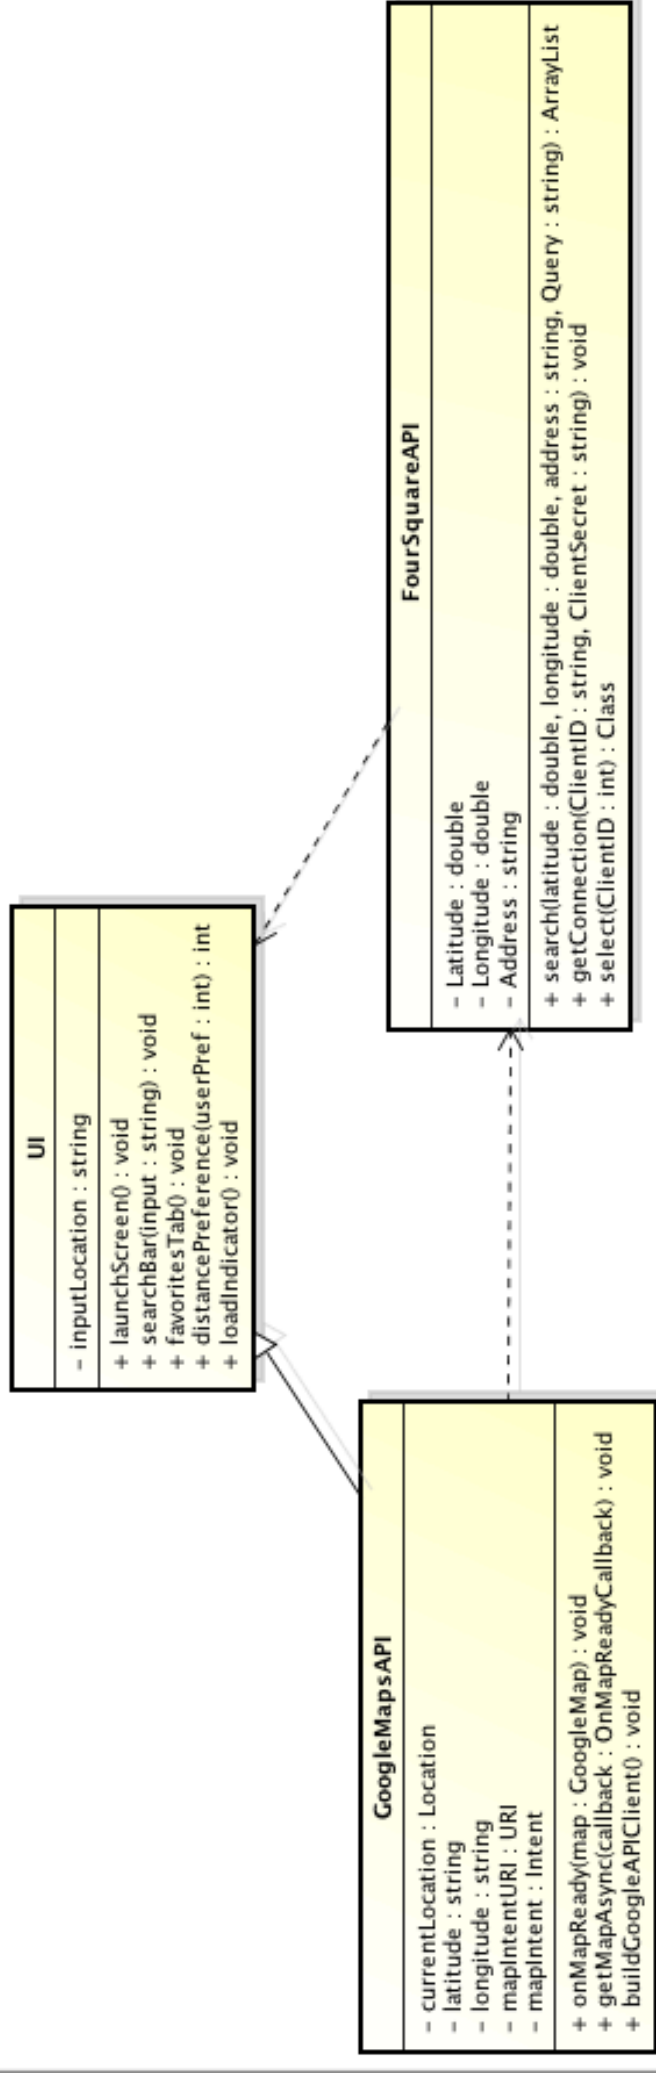 UI
– inputLocation : string
+ launchScreen() : void
+ searchBar(input : string) : void
+ favoritesTab() : void
+ distancePreference(userPref : int) : int
+ loadIndicator() : void
GoogleMapsAPI
– currentLocation : Location
– latitude : string
– longitude : string
– mapIntentURI : URI
– mapIntent : Intent
+ onMapReady(map : GoogleMap) : void
+ getMapAsync(callback : OnMapReadyCallback) : void
+ buildGoogleAPIClient() : void
FourSquareAPI
– Latitude : double
– Longitude : double
– Address : string
+ search(latitude : double, longitude : double, address : string, Query : string) : ArrayList
+ getConnection(ClientID : string, ClientSecret : string) : void
+ select(ClientID : int) : Class